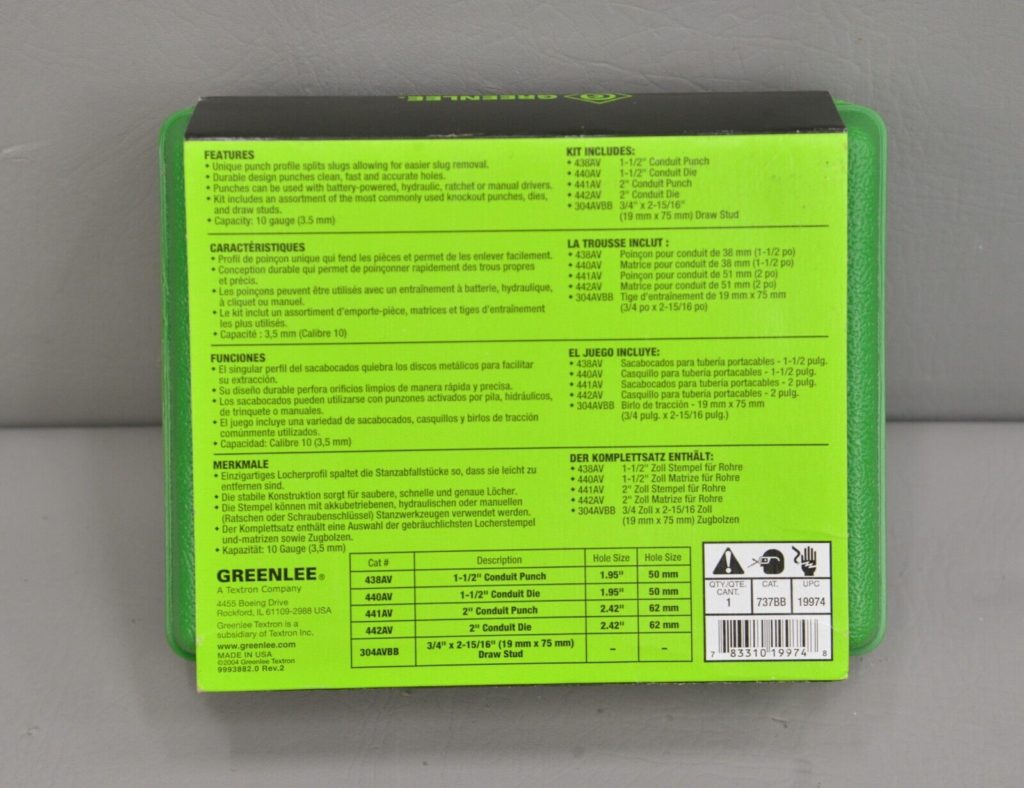 GREENLEE.
FEATURES
• Unique punch profile splits slugs allowing for easier slug removal.
• Durable design punches clean, fast and accurate holes.
• Punches can be used with battery-powered, hydraulic, ratchet or manual drivers.
• Kit includes an assortment of the most commonly used knockout punches, dies,
and draw studs.
• Capacity: 10 gauge (3.5 mm)
KIT INCLUDES:
• 438AV 1-1/2" Conduit Punch
• 440AV 1-1/2" Conduit Die
• 441AV 2" Conduit Punch
• 442AV 2" Conduit Die
• 304AVBB 3/4" x 2-15/16"
(19 mm x 75 mm) Draw Stud
CARACTÉRISTIQUES
• Profil de poinçon unique qui fend les pièces et permet de les enlever facilement.
• Conception durable qui permet de poinçonner rapidement des trous propres
et précis.
• Les poinçons peuvent être utilisés avec un entraînement à batterie, hydraulique,
à cliquet ou manuel.
• Le kit inclut un assortiment d'emporte-pièce, matrices et tiges d'entraînement
les plus utilisés.
• Capacité : 3,5 mm (Calibre 10)
LA TROUSSE INCLUT :
• 438AV Poinçon pour conduit de 38 mm (1-1/2 po)
• 440AV Matrice pour conduit de 38 mm (1-1/2 po)
• 441AV Poinçon pour conduit de 51 mm (2 po)
• 442AV Matrice pour conduit de 51 mm (2 po)
• 304AVBB Tige d'entraînement de 19 mm x 75 mm
(3/4 po x 2-15/16 po)
FUNCIONES
• El singular perfil del sacabocados quiebra los discos metálicos para facilitar
su extracción.
• Su diseño durable perfora orificios limpios de manera rápida y precisa.
• Los sacabocados pueden utilizarse con punzones activados por pila, hidráulicos,
de trinquete o manuales.
• El juego incluye una variedad de sacabocados, casquillos y birlos de tracción
comúnmente utilizados.
• Capacidad: Calibre 10 (3,5 mm)
EL JUEGO INCLUYE:
• 438AV Sacabocados para tubería portacables - 1-1/2 pulg.
• 440AV Casquillo para tubería portacables - 1-1/2 pulg.
• 441AV Sacabocados para tubería portacables - 2 pulg.
• 442AV Casquillo para tubería portacables - 2 pulg.
• 304AVBB Birlo de tracción - 19 mm x 75 mm
(3/4 pulg. x 2-15/16 pulg.)
MERKMALE
• Einzigartiges Locherprofil spaltet die Stanzabfallstücke so, dass sie leicht zu
entfernen sind.
• Die stabile Konstruktion sorgt für saubere, schnelle und genaue Löcher.
• Die Stempel können mit akkubetriebenen, hydraulischen oder manuellen
(Ratschen oder Schraubenschlüssel) Stanzwerkzeugen verwendet werden.
• Der Komplettsatz enthält eine Auswahl der gebräuchlichsten Locherstempel
und-matrizen sowie Zugbolzen.
• Kapazität: 10 Gauge (3,5 mm)
DER KOMPLETTSATZ ENTHÄLT:
• 438AV 1-1/2" Zoll Stempel für Rohre
• 440AV 1-1/2" Zoll Matrize für Rohre
• 441AV 2" Zoll Stempel für Rohre
• 442AV 2" Zoll Matrize für Rohre
• 304AVBB 3/4 Zoll x 2-15/16 Zoll
(19 mm x 75 mm) Zugbolzen
GREENLEE®
A Textron Company
4455 Boeing Drive
Rockford, IL 61109-2988 USA
Greenlee Textron is a
subsidiary of Textron Inc.
www.greenlee.com
MADE IN USA
©2004 Greenlee Textron
9993882.0 Rev.2
Cat # Description Hole Size Hole Size
438AV 1-1/2" Conduit Punch 1.95" 50 mm
440AV 1-1/2" Conduit Die 1.95" 50 mm
441AV 2" Conduit Punch 2.42" 62 mm
442AV 2" Conduit Die 2.42" 62 mm
304AVBB 3/4" x 2-15/16" (19 mm x 75 mm) – –
Draw Stud
QTY./QTE. CAT. UPC
CANT.
1 737BB 19974
7 83310 19974 8